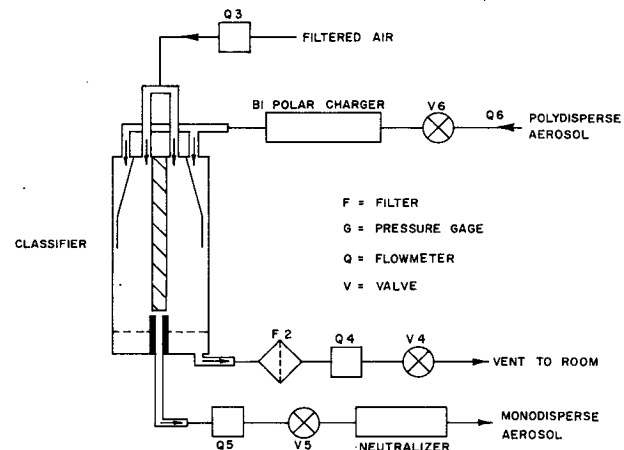 Q3
FILTERED AIR
BI POLAR CHARGER
V6
Q6
POLYDISPERSE
AEROSOL
F = FILTER
G = PRESSURE GAGE
Q = FLOWMETER
V = VALVE
CLASSIFIER
F2
Q4
V4
VENT TO ROOM
Q5
V5
NEUTRALIZER
MONODISPERSE
AEROSOL